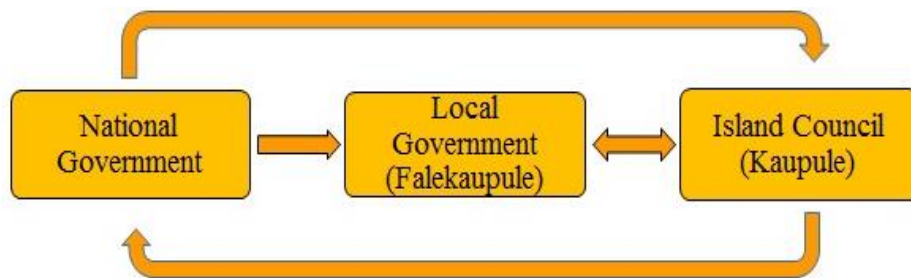 National
Government
Local
Government
(Falekaupule)
Island Council
(Kaupule)